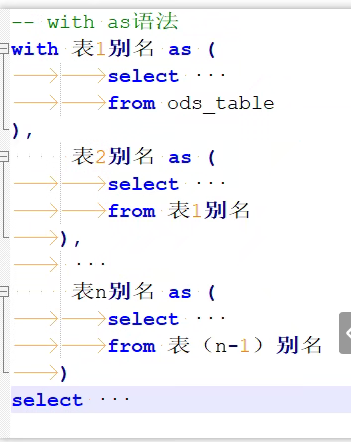 -- with as语法
with 表1别名 as (
select ···
from ods_table
),
表2别名 as (
select ···
from 表1别名
),
···
表n别名 as (
select ···
from 表（n-1）别名
)
select ···